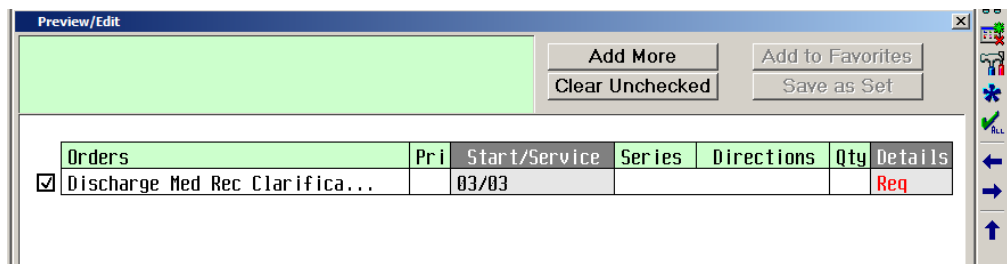 Preview/Edit
Add More Add to Favorites
Clear Unchecked Save as Set
Orders Pri Start/Service Series Directions Qty Details
Discharge Med Rec Clarifica... 03/03 Req
ALL